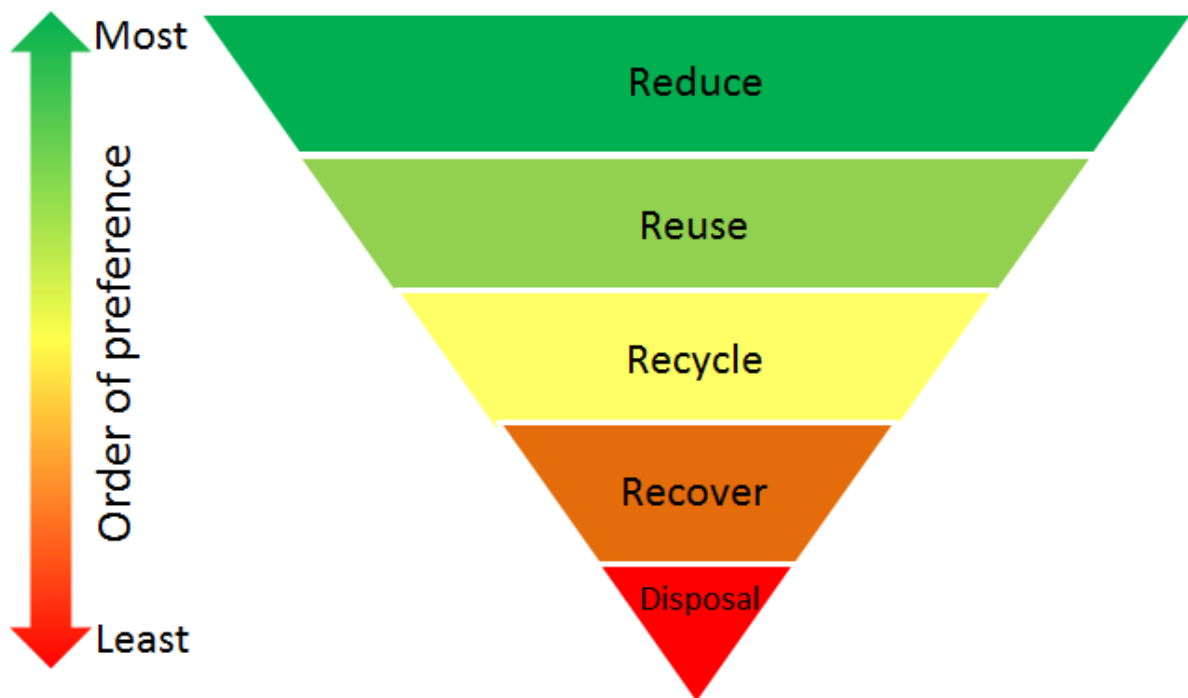 Most
Order of preference
Least
Reduce
Reuse
Recycle
Recover
Disposal